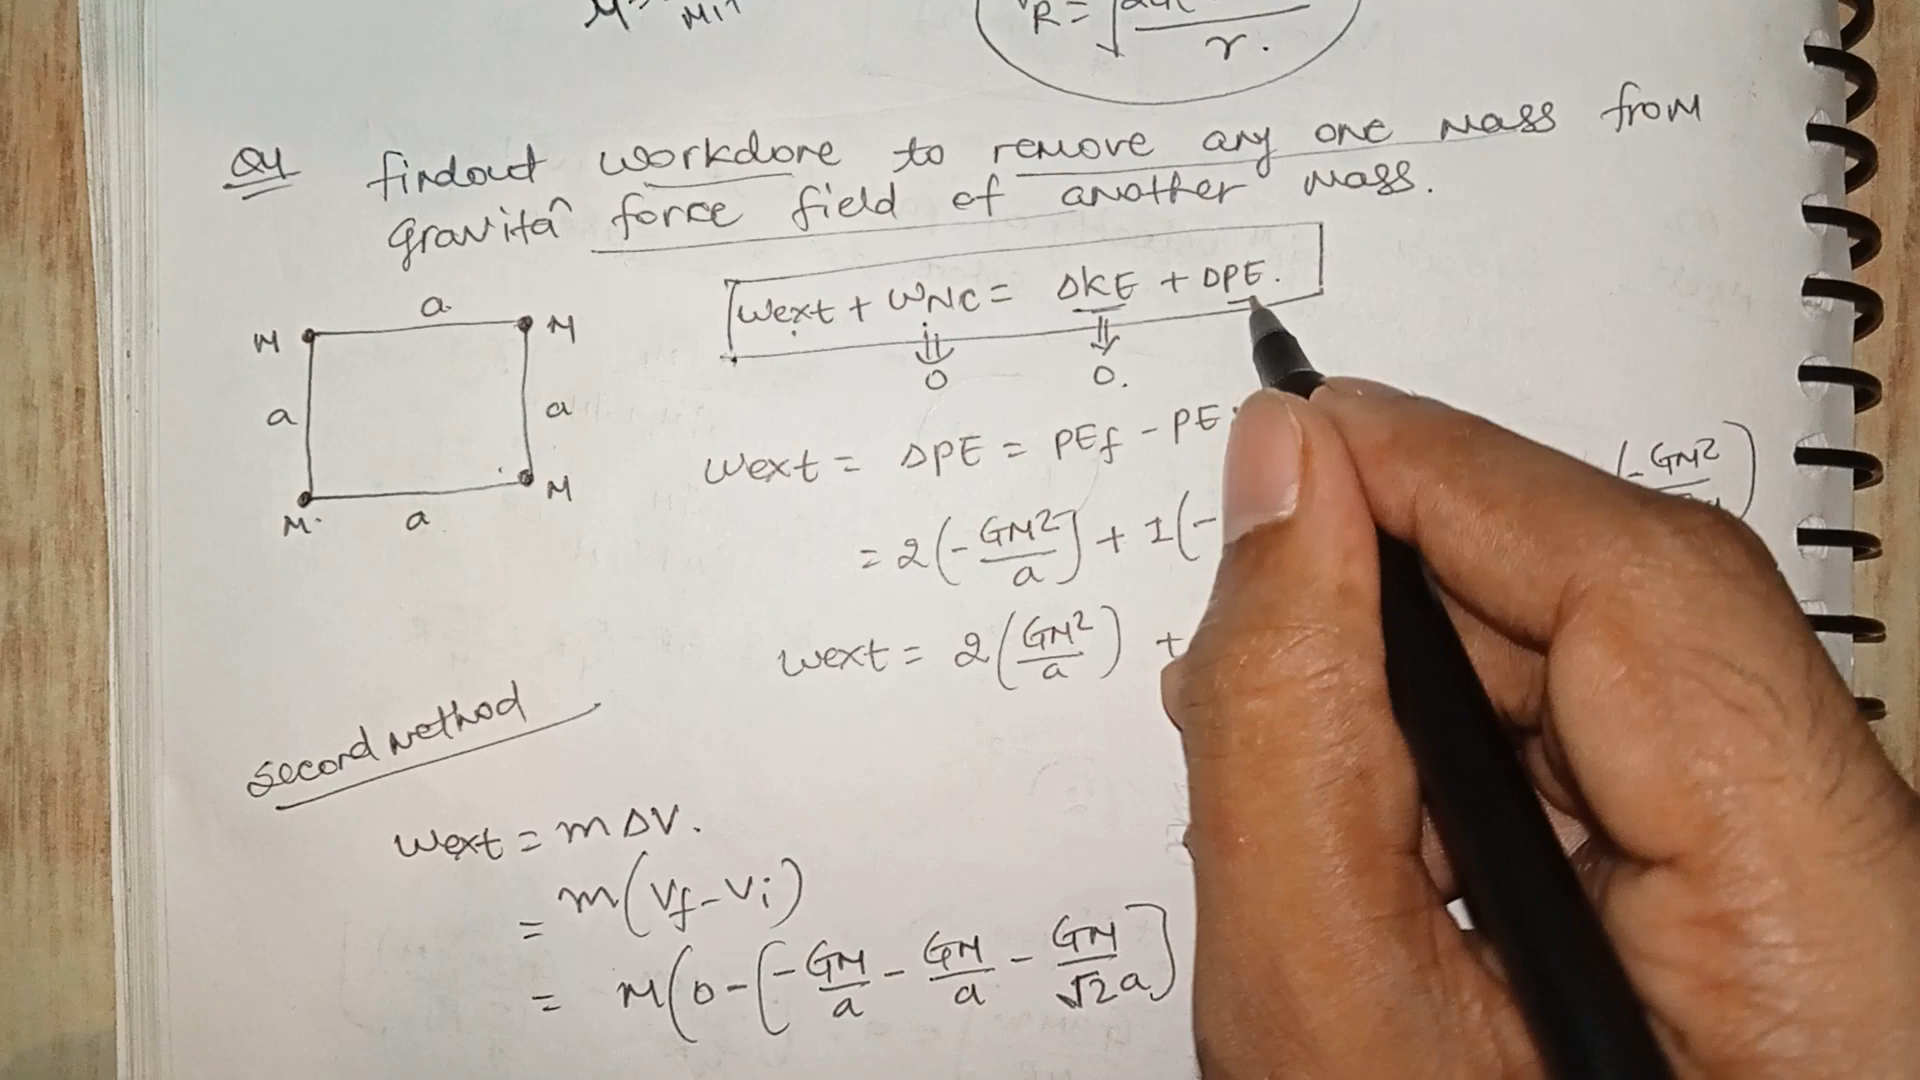 R = √
r.
Q4 findout workdone to remove any one mass from
gravitan force field of another mass.
Wext + WNC = ΔKE + ΔPE.
0 0.
a
M M
a a
M. a M
Wext = ΔPE = PEf - PE
= 2(-GM²/a) + 1(- (-GM²
Wext = 2(GM²/a) +
second method
Wext = mΔV.
= m(Vf - Vi)
= M(0 - (-GM/a - GM/a - GM/√2a)